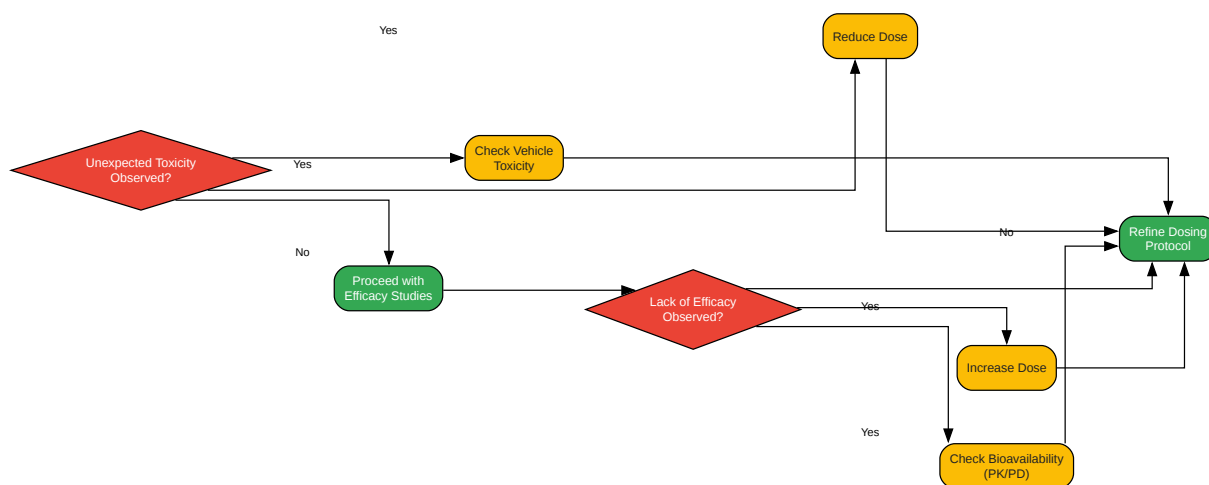 Yes
Reduce Dose
Unexpected Toxicity
Observed?
Yes
Check Vehicle
Toxicity
No
Refine Dosing
Protocol
No
Proceed with
Efficacy Studies
Lack of Efficacy
Observed?
Yes
Increase Dose
Yes
Check Bioavailability
(PK/PD)